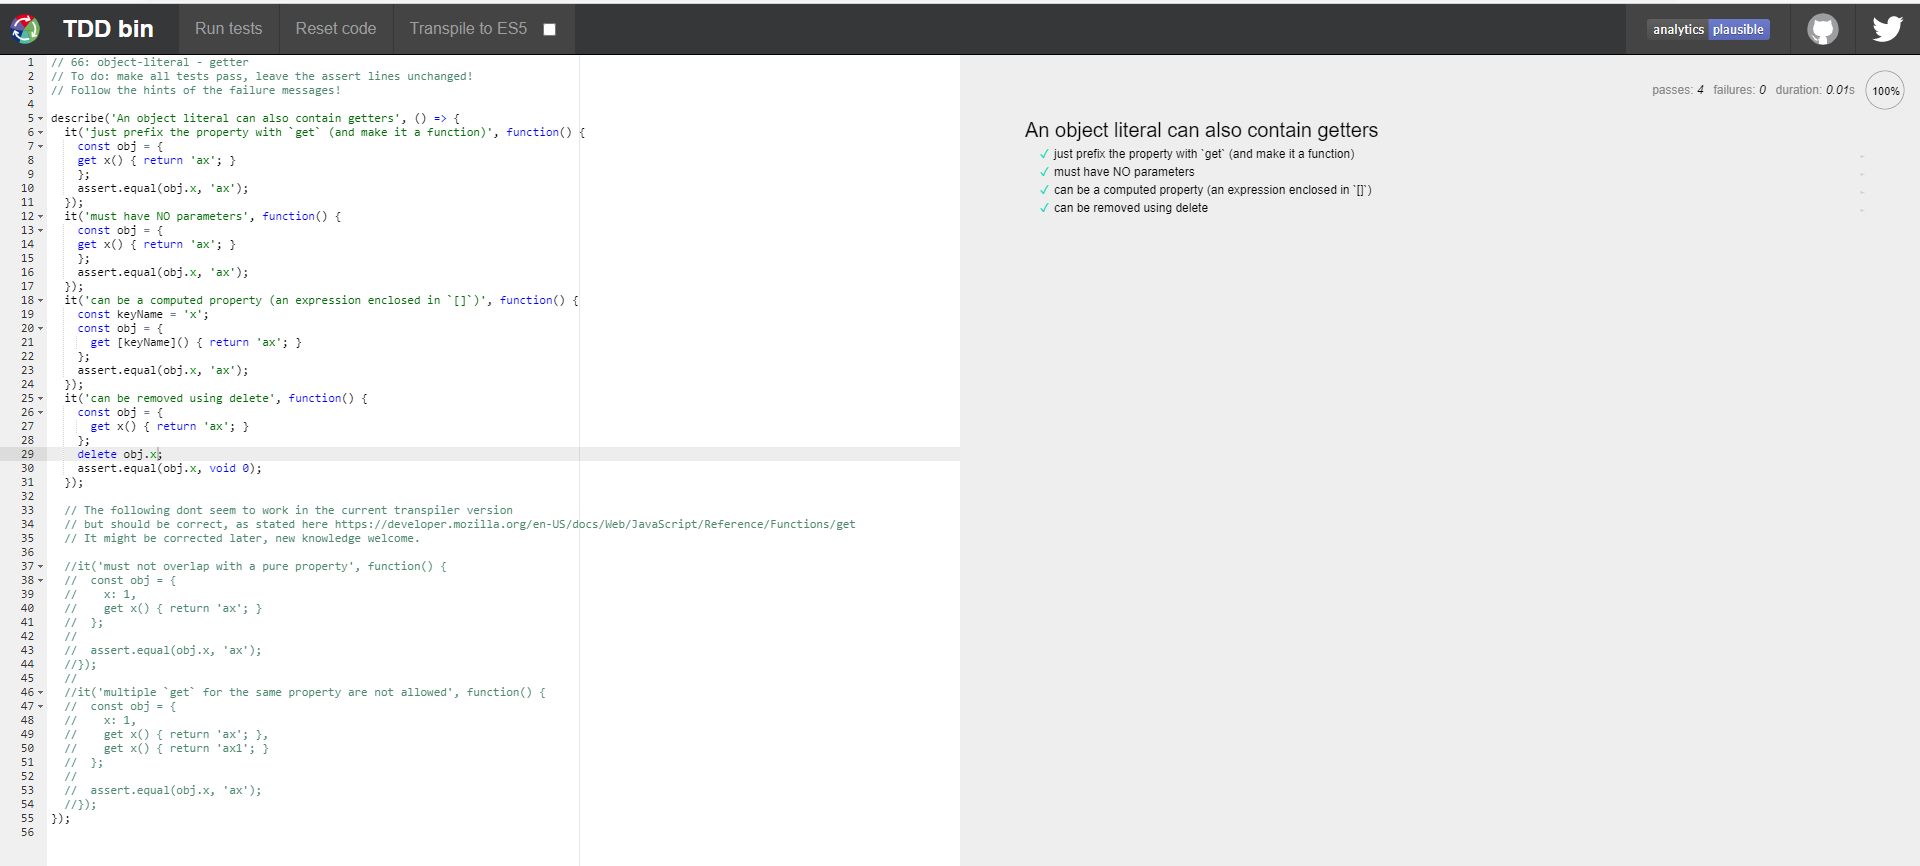 TDD bin Run tests Reset code Transpile to ES5 analytics plausible
1 // 66: object-literal - getter
2 // To do: make all tests pass, leave the assert lines unchanged!
3 // Follow the hints of the failure messages!
4
5 describe('An object literal can also contain getters', () => {
6 it('just prefix the property with `get` (and make it a function)', function() {
7 const obj = {
8 get x() { return 'ax'; }
9 };
10 assert.equal(obj.x, 'ax');
11 });
12 it('must have NO parameters', function() {
13 const obj = {
14 get x() { return 'ax'; }
15 };
16 assert.equal(obj.x, 'ax');
17 });
18 it('can be a computed property (an expression enclosed in `[]`)', function() {
19 const keyName = 'x';
20 const obj = {
21 get [keyName]() { return 'ax'; }
22 };
23 assert.equal(obj.x, 'ax');
24 });
25 it('can be removed using delete', function() {
26 const obj = {
27 get x() { return 'ax'; }
28 };
29 delete obj.x;
30 assert.equal(obj.x, void 0);
31 });
32
33 // The following dont seem to work in the current transpiler version
34 // but should be correct, as stated here https://developer.mozilla.org/en-US/docs/Web/JavaScript/Reference/Functions/get
35 // It might be corrected later, new knowledge welcome.
36
37 //it('must not overlap with a pure property', function() {
38 // const obj = {
39 // x: 1,
40 // get x() { return 'ax'; }
41 // };
42 //
43 // assert.equal(obj.x, 'ax');
44 //});
45 //
46 //it('multiple `get` for the same property are not allowed', function() {
47 // const obj = {
48 // x: 1,
49 // get x() { return 'ax'; },
50 // get x() { return 'ax1'; }
51 // };
52 //
53 // assert.equal(obj.x, 'ax');
54 //});
55 });
56
passes: 4 failures: 0 duration: 0.01s 100%
An object literal can also contain getters
✓ just prefix the property with `get` (and make it a function)
✓ must have NO parameters
✓ can be a computed property (an expression enclosed in `[]`)
✓ can be removed using delete